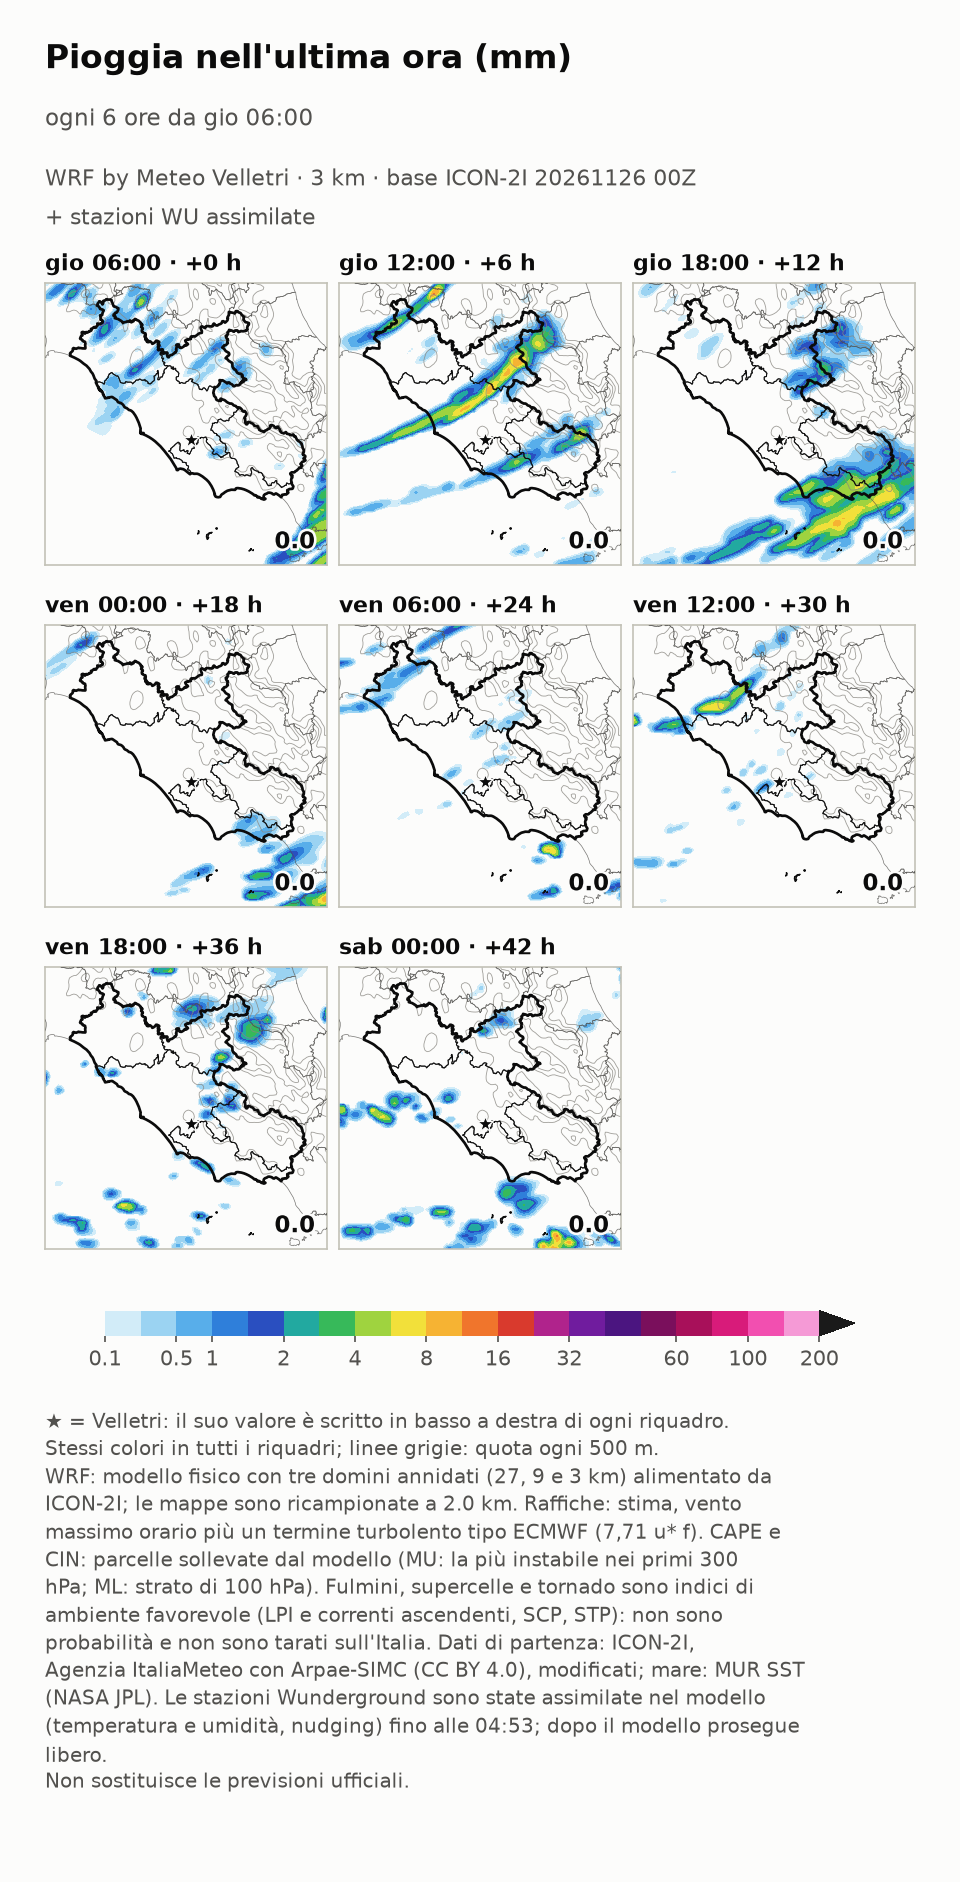 Pioggia nell'ultima ora (mm)
ogni 6 ore da gio 06:00
WRF by Meteo Velletri · 3 km · base ICON-2I 20261126 00Z
+ stazioni WU assimilate
gio 06:00 · +0 h
gio 12:00 · +6 h
gio 18:00 · +12 h
0.0
0.0
0.0
ven 00:00 · +18 h
ven 06:00 · +24 h
ven 12:00 · +30 h
0.0
0.0
0.0
ven 18:00 · +36 h
sab 00:00 · +42 h
0.0
0.0
0.1 0.5 1 2 4 8 16 32 60 100 200
★ = Velletri: il suo valore è scritto in basso a destra di ogni riquadro.
Stessi colori in tutti i riquadri; linee grigie: quota ogni 500 m.
WRF: modello fisico con tre domini annidati (27, 9 e 3 km) alimentato da
ICON-2I; le mappe sono ricampionate a 2.0 km. Raffiche: stima, vento
massimo orario più un termine turbolento tipo ECMWF (7,71 u* f). CAPE e
CIN: parcelle sollevate dal modello (MU: la più instabile nei primi 300
hPa; ML: strato di 100 hPa). Fulmini, supercelle e tornado sono indici di
ambiente favorevole (LPI e correnti ascendenti, SCP, STP): non sono
probabilità e non sono tarati sull'Italia. Dati di partenza: ICON-2I,
Agenzia ItaliaMeteo con Arpae-SIMC (CC BY 4.0), modificati; mare: MUR SST
(NASA JPL). Le stazioni Wunderground sono state assimilate nel modello
(temperatura e umidità, nudging) fino alle 04:53; dopo il modello prosegue
libero.
Non sostituisce le previsioni ufficiali.